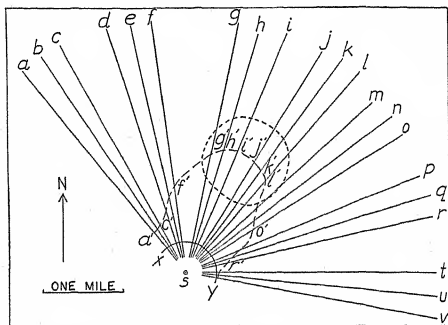 a b c d e f g h i j k l m n o p q r t u v
g' h' i' j' k' l'
f' c' a' o' r'
x s y
N
ONE MILE